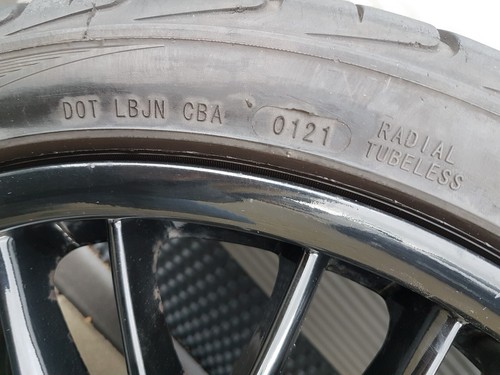 DOT LBJN CBA 0121
RADIAL
TUBELESS